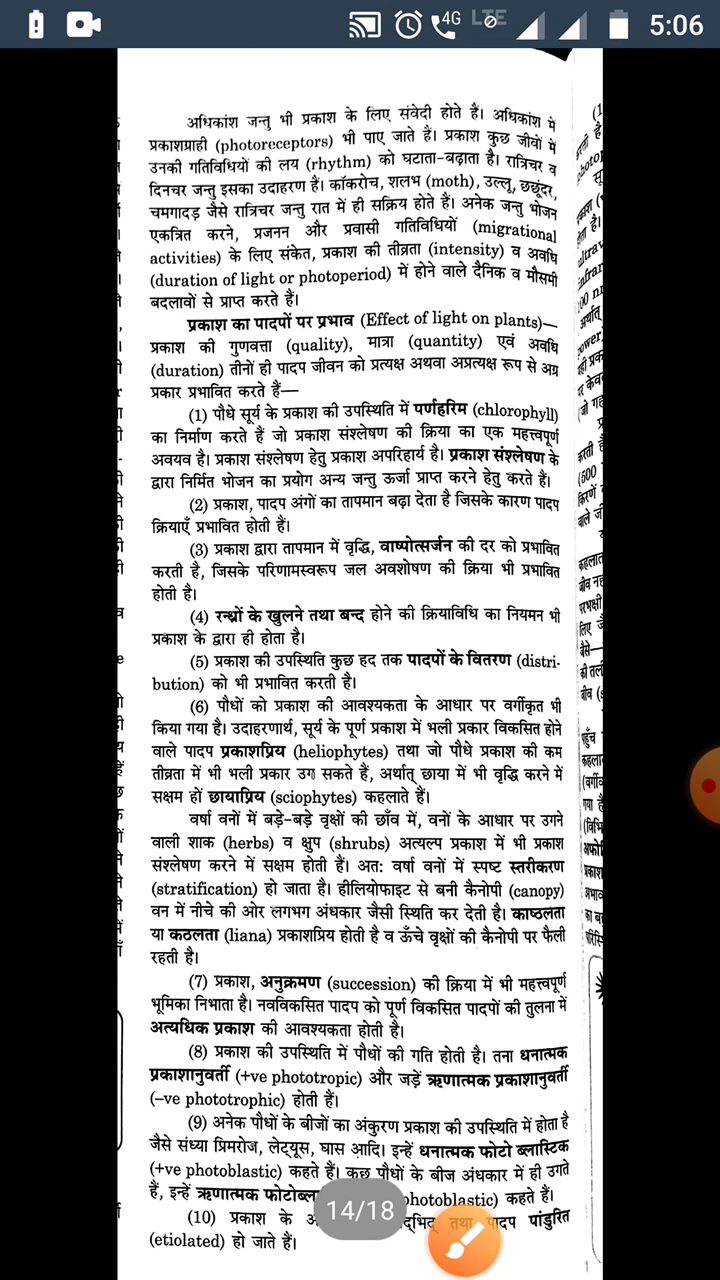 4G LTE 5:06
अधिकांश जन्तु भी प्रकाश के लिए संवेदी होते हैं। अधिकांश में
प्रकाशग्राही (photoreceptors) भी पाए जाते हैं। प्रकाश कुछ जीवों में
उनकी गतिविधियों की लय (rhythm) को घटाता-बढ़ाता है। रात्रिचर व
दिनचर जन्तु इसका उदाहरण हैं। कॉकरोच, शलभ (moth), उल्लू, छछूंदर,
चमगादड़ जैसे रात्रिचर जन्तु रात में ही सक्रिय होते हैं। अनेक जन्तु भोजन
एकत्रित करने, प्रजनन और प्रवासी गतिविधियों (migrational
activities) के लिए संकेत, प्रकाश की तीव्रता (intensity) व अवधि
(duration of light or photoperiod) में होने वाले दैनिक व मौसमी
बदलावों से प्राप्त करते हैं।
प्रकाश का पादपों पर प्रभाव (Effect of light on plants)—
प्रकाश की गुणवत्ता (quality), मात्रा (quantity) एवं अवधि
(duration) तीनों ही पादप जीवन को प्रत्यक्ष अथवा अप्रत्यक्ष रूप से अग्र
प्रकार प्रभावित करते हैं—
(1) पौधे सूर्य के प्रकाश की उपस्थिति में पर्णहरिम (chlorophyll)
का निर्माण करते हैं जो प्रकाश संश्लेषण की क्रिया का एक महत्त्वपूर्ण
अवयव है। प्रकाश संश्लेषण हेतु प्रकाश अपरिहार्य है। प्रकाश संश्लेषण के
द्वारा निर्मित भोजन का प्रयोग अन्य जन्तु ऊर्जा प्राप्त करने हेतु करते हैं।
(2) प्रकाश, पादप अंगों का तापमान बढ़ा देता है जिसके कारण पादप
क्रियाएँ प्रभावित होती हैं।
(3) प्रकाश द्वारा तापमान में वृद्धि, वाष्पोत्सर्जन की दर को प्रभावित
करती है, जिसके परिणामस्वरूप जल अवशोषण की क्रिया भी प्रभावित
होती है।
(4) रन्ध्रों के खुलने तथा बन्द होने की क्रियाविधि का नियमन भी
प्रकाश के द्वारा ही होता है।
(5) प्रकाश की उपस्थिति कुछ हद तक पादपों के वितरण (distri-
bution) को भी प्रभावित करती है।
(6) पौधों को प्रकाश की आवश्यकता के आधार पर वर्गीकृत भी
किया गया है। उदाहरणार्थ, सूर्य के पूर्ण प्रकाश में भली प्रकार विकसित होने
वाले पादप प्रकाशप्रिय (heliophytes) तथा जो पौधे प्रकाश की कम
तीव्रता में भी भली प्रकार उग सकते हैं, अर्थात् छाया में भी वृद्धि करने में
सक्षम हों छायाप्रिय (sciophytes) कहलाते हैं।
वर्षा वनों में बड़े-बड़े वृक्षों की छाँव में, वनों के आधार पर उगने
वाली शाक (herbs) व क्षुप (shrubs) अत्यल्प प्रकाश में भी प्रकाश
संश्लेषण करने में सक्षम होती हैं। अत: वर्षा वनों में स्पष्ट स्तरीकरण
(stratification) हो जाता है। हीलियोफाइट से बनी कैनोपी (canopy)
वन में नीचे की ओर लगभग अंधकार जैसी स्थिति कर देती है। काष्ठलता
या कठलता (liana) प्रकाशप्रिय होती है व ऊँचे वृक्षों की कैनोपी पर फैली
रहती है।
(7) प्रकाश, अनुक्रमण (succession) की क्रिया में भी महत्त्वपूर्ण
भूमिका निभाता है। नवविकसित पादप को पूर्ण विकसित पादपों की तुलना में
अत्यधिक प्रकाश की आवश्यकता होती है।
(8) प्रकाश की उपस्थिति में पौधों की गति होती है। तना धनात्मक
प्रकाशानुवर्ती (+ve phototropic) और जड़ें ऋणात्मक प्रकाशानुवर्ती
(–ve phototrophic) होती हैं।
(9) अनेक पौधों के बीजों का अंकुरण प्रकाश की उपस्थिति में होता है
जैसे संध्या प्रिमरोज, लेट्यूस, घास आदि। इन्हें धनात्मक फोटो ब्लास्टिक
(+ve photoblastic) कहते हैं। कुछ पौधों के बीज अंधकार में ही उगते
हैं, इन्हें ऋणात्मक photoblastic) कहते हैं।
14/18
(10) प्रकाश के तथा पादप पांडुरित
(etiolated) हो जाते हैं।